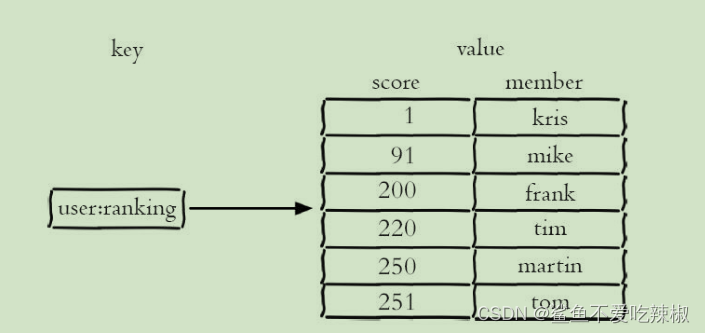 key value
score member
1 kris
91 mike
200 frank
user:ranking
220 tim
250 martin
251 tom
CSDN @鲨鱼不爱吃辣椒